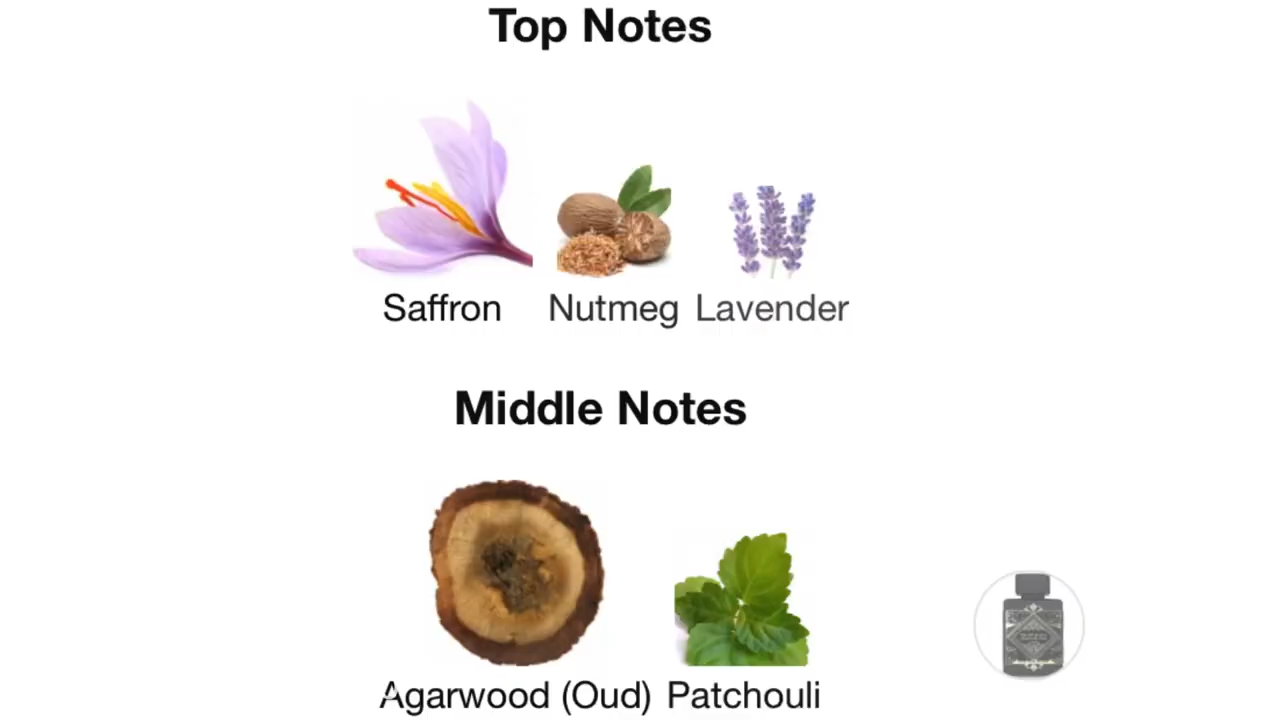 Top Notes
Saffron Nutmeg Lavender
Middle Notes
Agarwood (Oud) Patchouli